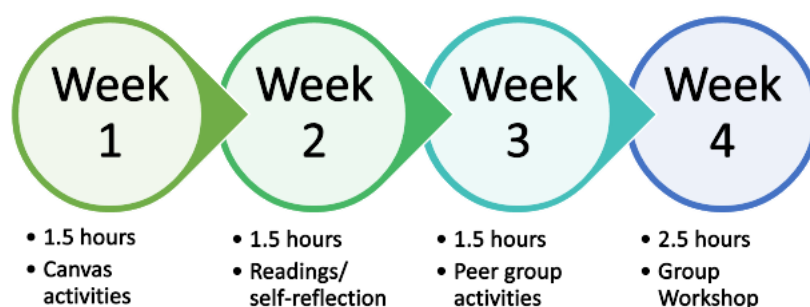 Week
1
• 1.5 hours
• Canvas
activities
Week
2
• 1.5 hours
• Readings/
self-reflection
Week
3
• 1.5 hours
• Peer group
activities
Week
4
• 2.5 hours
• Group
Workshop